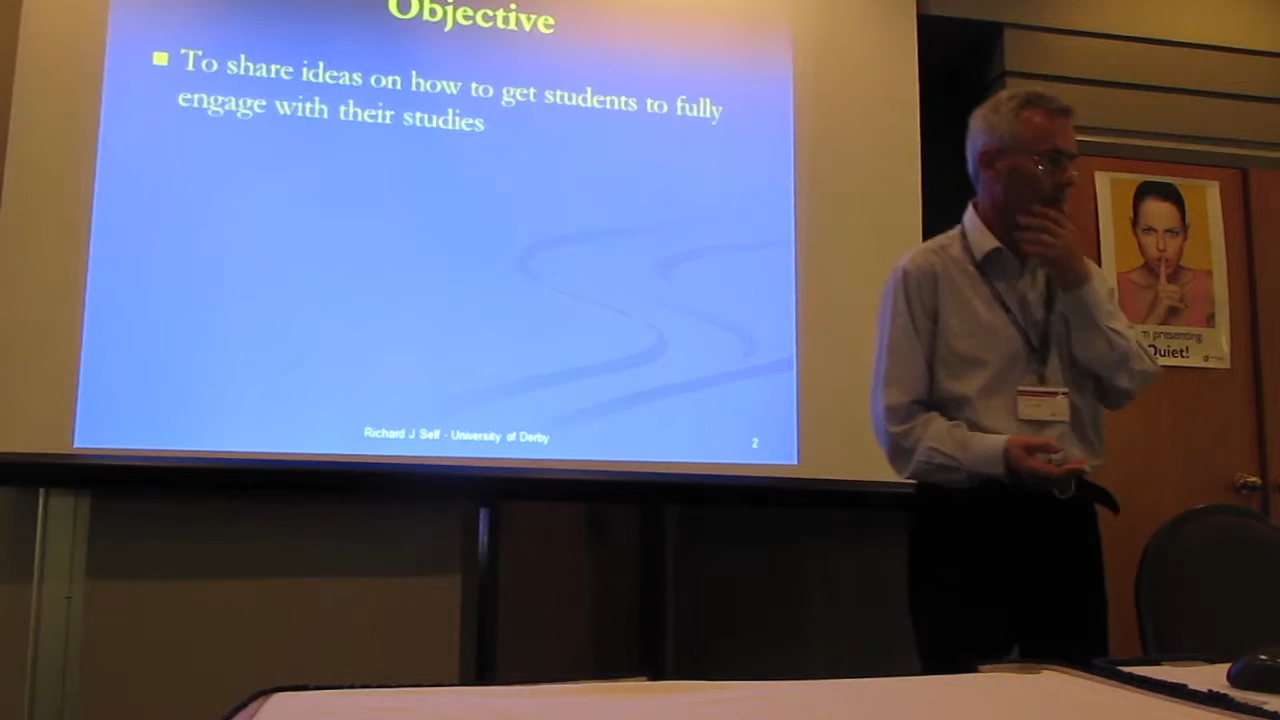 Objective
To share ideas on how to get students to fully
engage with their studies
Richard J Self - University of Derby
2
presenting
Quiet!